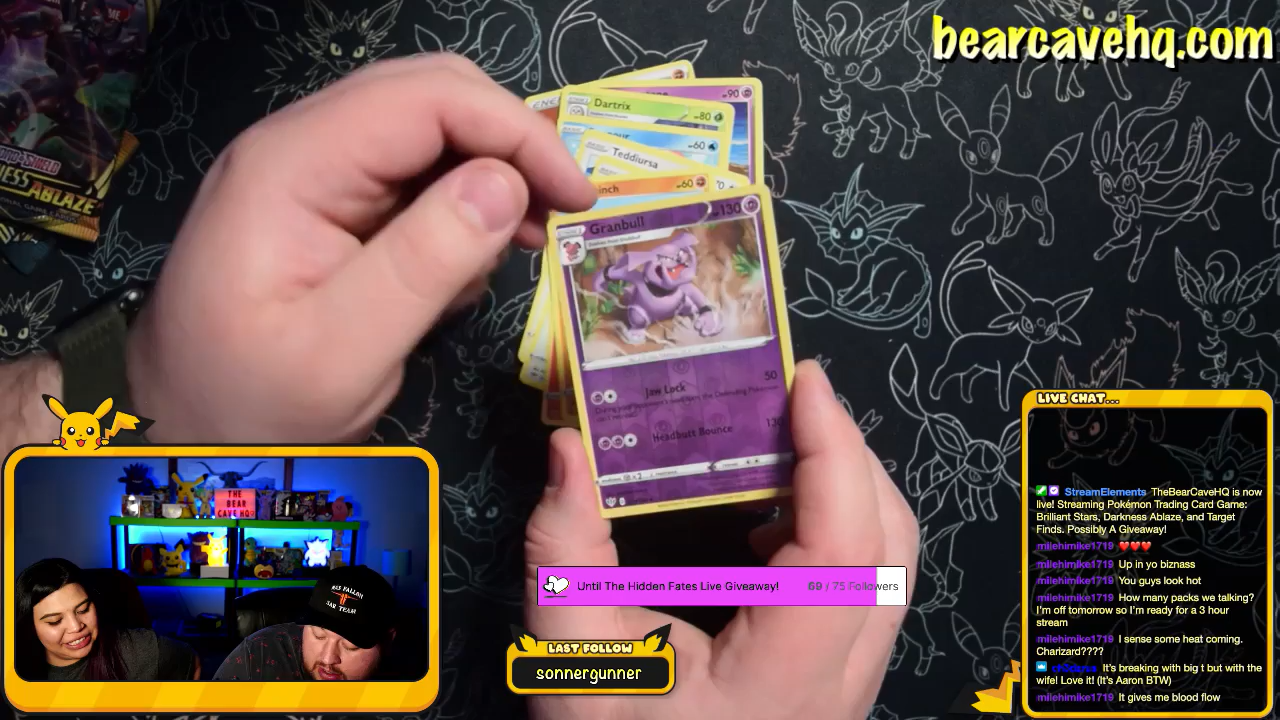 bearcavehq.com
90
Dartrix
80
60
Teddiursa
inch
60
Granbull
130
Jaw Lock
50
Headbutt Bounce
130
ABLAZE
THE
BEAR
CAVE HQ
LIVE CHAT...
StreamElements TheBearCaveHQ is now
live! Streaming Pokémon Trading Card Game:
Brilliant Stars, Darkness Ablaze, and Target
Finds. Possibly A Giveaway!
milehimike1719 ❤❤❤
milehimike1719 Up in yo biznass
milehimike1719 You guys look hot
milehimike1719 How many packs we talking?
I'm off tomorrow so I'm ready for a 3 hour
stream
milehimike1719 I sense some heat coming.
Charizard????
It's breaking with big t but with the
wife! Love it! (It's Aaron BTW)
milehimike1719 It gives me blood flow
Until The Hidden Fates Live Giveaway! 69 / 75 Followers
LAST FOLLOW
sonnergunner